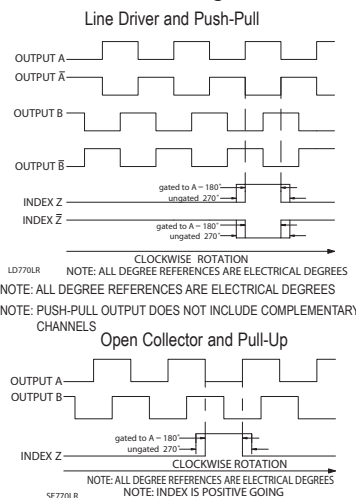 Line Driver and Push-Pull
OUTPUT A
OUTPUT A̅
OUTPUT B
OUTPUT B̅
gated to A – 180°
ungated 270°
INDEX Z
INDEX Z̅
gated to A – 180°
ungated 270°
CLOCKWISE ROTATION
LD770LR
NOTE: ALL DEGREE REFERENCES ARE ELECTRICAL DEGREES
NOTE: ALL DEGREE REFERENCES ARE ELECTRICAL DEGREES
NOTE: PUSH-PULL OUTPUT DOES NOT INCLUDE COMPLEMENTARY
CHANNELS
Open Collector and Pull-Up
OUTPUT A
OUTPUT B
gated to A – 180°
ungated 270°
INDEX Z
CLOCKWISE ROTATION
NOTE: ALL DEGREE REFERENCES ARE ELECTRICAL DEGREES
SE770LR
NOTE: INDEX IS POSITIVE GOING